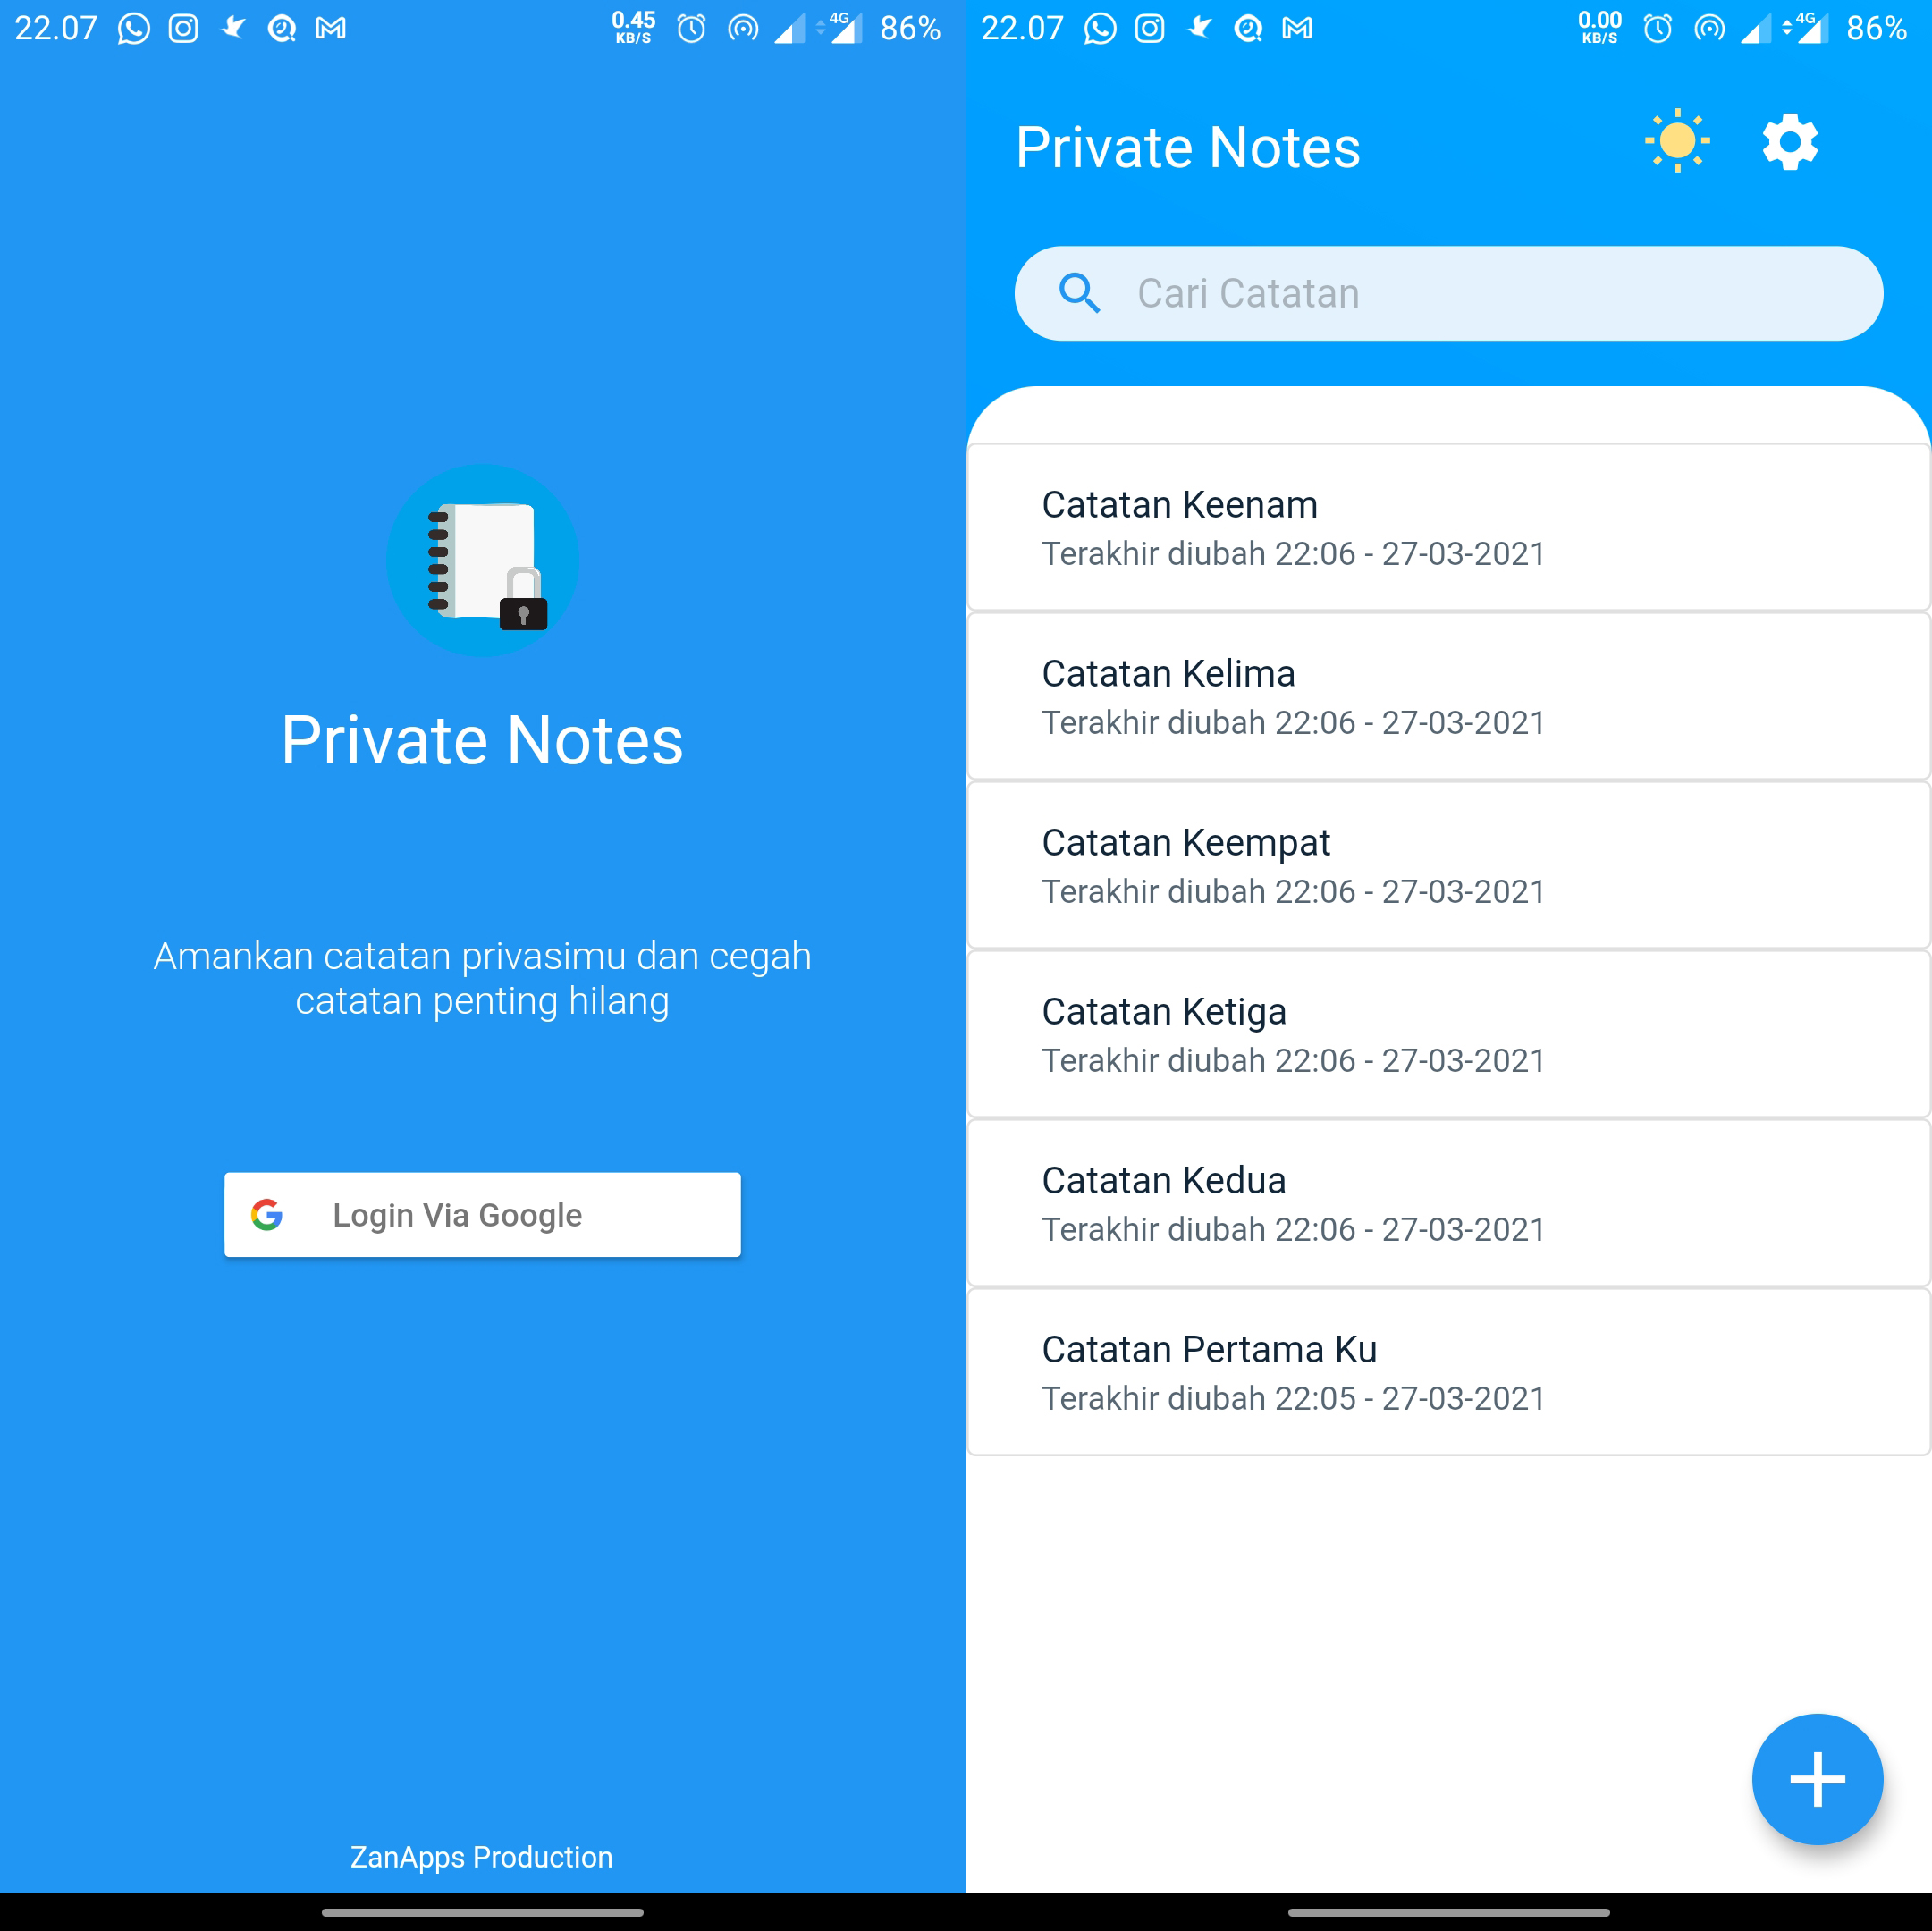 22.07 0.45 KB/S 4G 86%
Private Notes
Amankan catatan privasimu dan cegah
catatan penting hilang
Login Via Google
ZanApps Production
22.07 0.00 KB/S 4G 86%
Private Notes
Cari Catatan
Catatan Keenam
Terakhir diubah 22:06 - 27-03-2021
Catatan Kelima
Terakhir diubah 22:06 - 27-03-2021
Catatan Keempat
Terakhir diubah 22:06 - 27-03-2021
Catatan Ketiga
Terakhir diubah 22:06 - 27-03-2021
Catatan Kedua
Terakhir diubah 22:06 - 27-03-2021
Catatan Pertama Ku
Terakhir diubah 22:05 - 27-03-2021